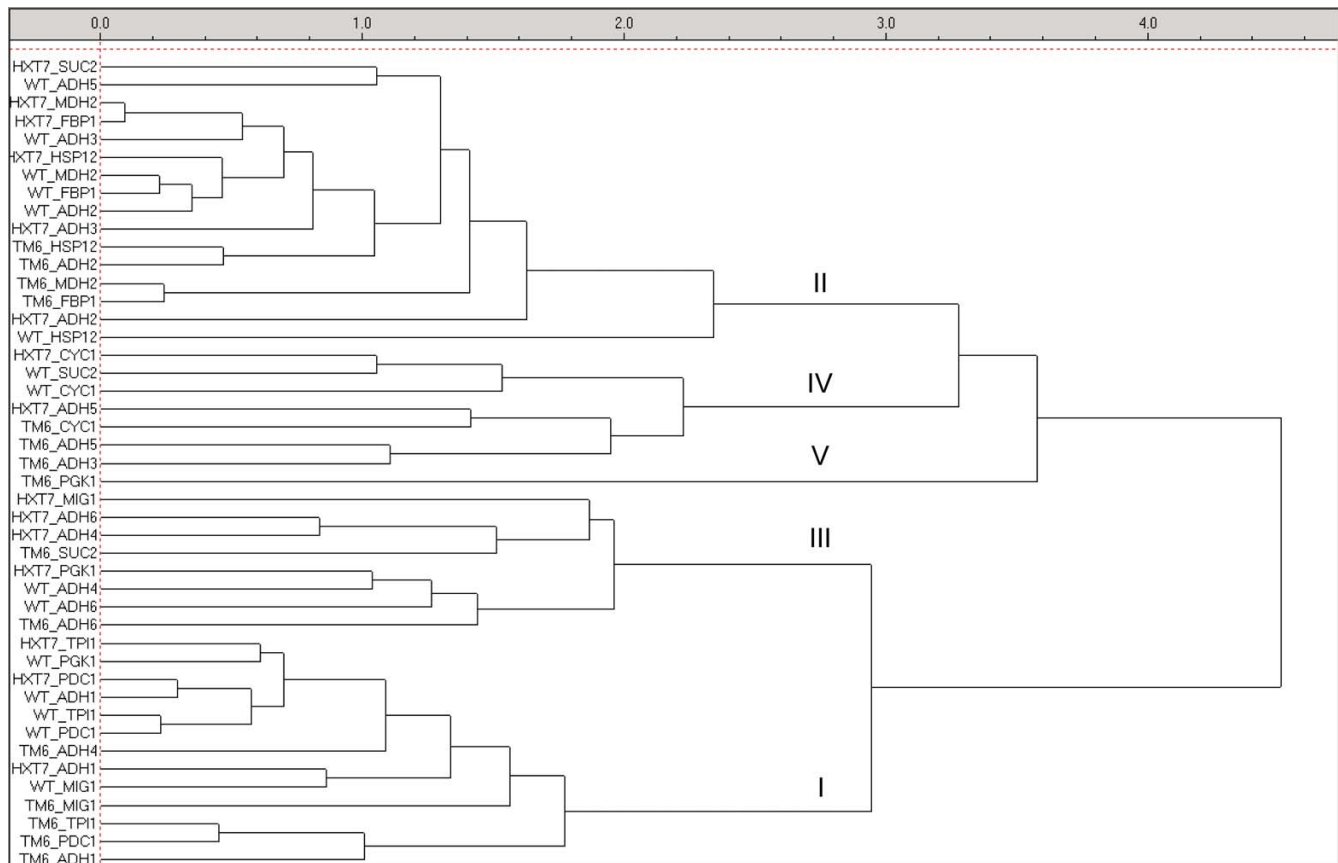 0.0 1.0 2.0 3.0 4.0
HXT7_SUC2
WT_ADH5
HXT7_MDH2
HXT7_FBP1
WT_ADH3
HXT7_HSP12
WT_MDH2
WT_FBP1
WT_ADH2
HXT7_ADH3
TM6_HSP12
TM6_ADH2
TM6_MDH2
II
TM6_FBP1
HXT7_ADH2
WT_HSP12
HXT7_CYC1
WT_SUC2
IV
WT_CYC1
HXT7_ADH5
TM6_CYC1
TM6_ADH5
V
TM6_ADH3
TM6_PGK1
HXT7_MIG1
HXT7_ADH6
HXT7_ADH4
III
TM6_SUC2
HXT7_PGK1
WT_ADH4
WT_ADH6
TM6_ADH6
HXT7_TPI1
WT_PGK1
HXT7_PDC1
WT_ADH1
WT_TPI1
WT_PDC1
TM6_ADH4
HXT7_ADH1
WT_MIG1
I
TM6_MIG1
TM6_TPI1
TM6_PDC1
TM6_ADH1